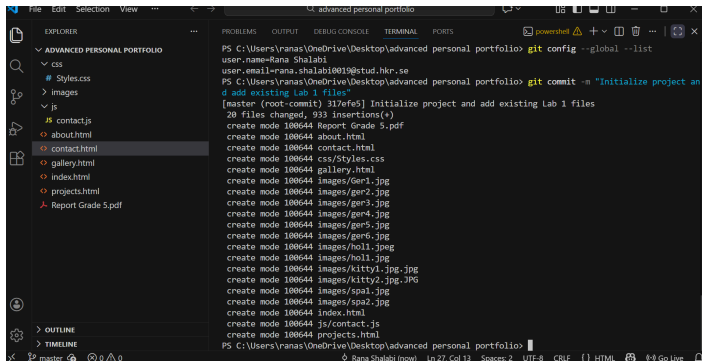 File Edit Selection View ... advanced personal portfolio
EXPLORER ...
ADVANCED PERSONAL PORTFOLIO
css
# Styles.css
images
js
JS contact.js
<> about.html
<> contact.html
<> gallery.html
<> index.html
<> projects.html
Report Grade 5.pdf
OUTLINE
TIMELINE
PROBLEMS OUTPUT DEBUG CONSOLE TERMINAL PORTS powershell
PS C:\Users\ranas\OneDrive\Desktop\advanced personal portfolio> git config --global --list
user.name=Rana Shalabi
user.email=rana.shalabi0019@stud.hkr.se
PS C:\Users\ranas\OneDrive\Desktop\advanced personal portfolio> git commit -m "Initialize project an
d add existing Lab 1 files"
[master (root-commit) 317efe5] Initialize project and add existing Lab 1 files
20 files changed, 933 insertions(+)
create mode 100644 Report Grade 5.pdf
create mode 100644 about.html
create mode 100644 contact.html
create mode 100644 css/Styles.css
create mode 100644 gallery.html
create mode 100644 images/Ger1.jpg
create mode 100644 images/ger2.jpg
create mode 100644 images/ger3.jpg
create mode 100644 images/ger4.jpg
create mode 100644 images/ger5.jpg
create mode 100644 images/ger6.jpg
create mode 100644 images/hol1.jpeg
create mode 100644 images/hol1.jpg
create mode 100644 images/kitty1.jpg.jpg
create mode 100644 images/kitty2.jpg.JPG
create mode 100644 images/spa1.jpg
create mode 100644 images/spa2.jpg
create mode 100644 index.html
create mode 100644 js/contact.js
create mode 100644 projects.html
PS C:\Users\ranas\OneDrive\Desktop\advanced personal portfolio>
master 0 0 Rana Shalabi (now) Ln 27, Col 13 Spaces: 2 UTF-8 CRLF {} HTML Go Live